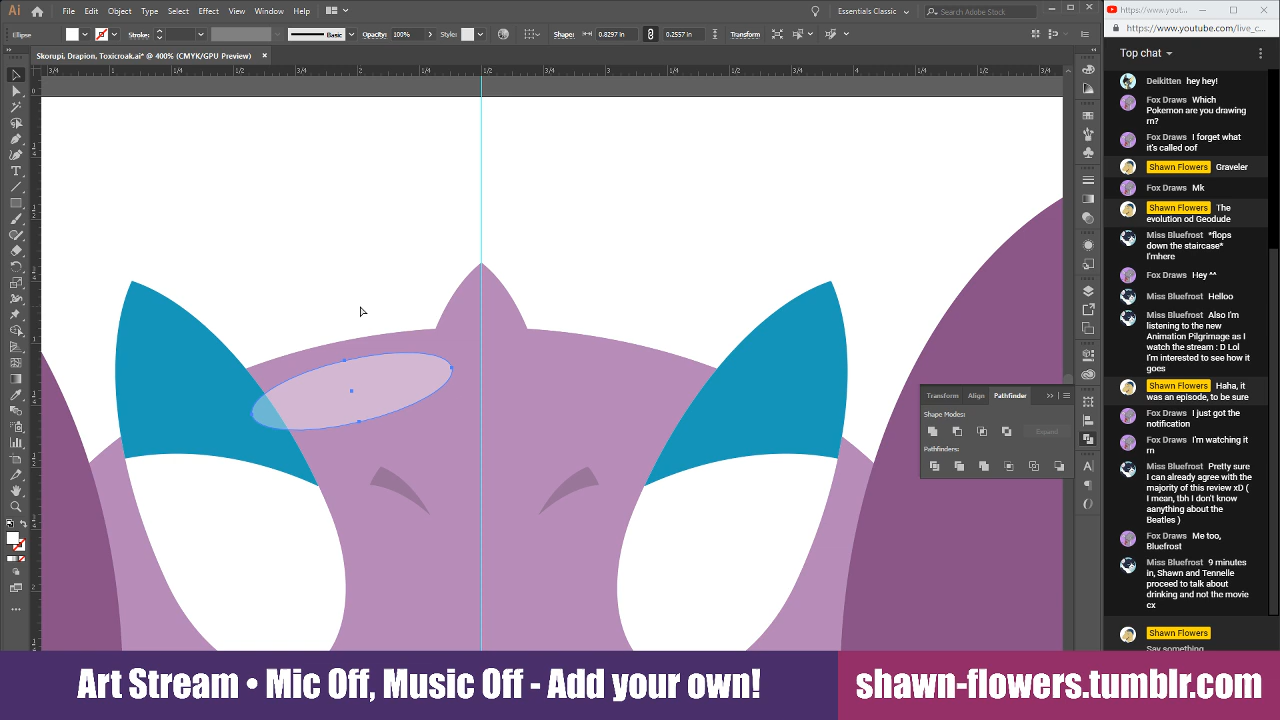 Ai File Edit Object Type Select Effect View Window Help Essentials Classic Search Adobe Stock
https://www.yout...
https://www.youtube.com/live_c...
Ellipse Stroke: Basic Opacity: 100% Style: Shape: 0.8297 in 0.2537 in Transform
Skorupi, Drapion, Toxicroak.ai* @ 400% (CMYK/GPU Preview) ×
Top chat
Deikitten hey hey!
Fox Draws Which
Pokemon are you drawing
rn?
Fox Draws I forget what
it's called oof
Shawn Flowers Graveler
Fox Draws Mk
Shawn Flowers The
evolution od Geodude
Miss Bluefrost *flops
down the staircase*
I'mhere
Fox Draws Hey ^^
Miss Bluefrost Helloo
Miss Bluefrost Also I'm
listening to the new
Animation Pilgrimage as I
watch the stream : D Lol
I'm interested to see how it
goes
Shawn Flowers Haha, it
was an episode, to be sure
Fox Draws I just got the
notification
Fox Draws I'm watching it
rn
Miss Bluefrost Pretty sure
I can already agree with the
majority of this review xD (
I mean, tbh I don't know
aanything about the
Beatles )
Fox Draws Me too,
Bluefrost
Miss Bluefrost 9 minutes
in, Shawn and Tennelle
proceed to talk about
drinking and not the movie
cx
Shawn Flowers
Say something...
Transform Align Pathfinder
Shape Modes:
Expand
Pathfinders:
Art Stream • Mic Off, Music Off - Add your own!
shawn-flowers.tumblr.com